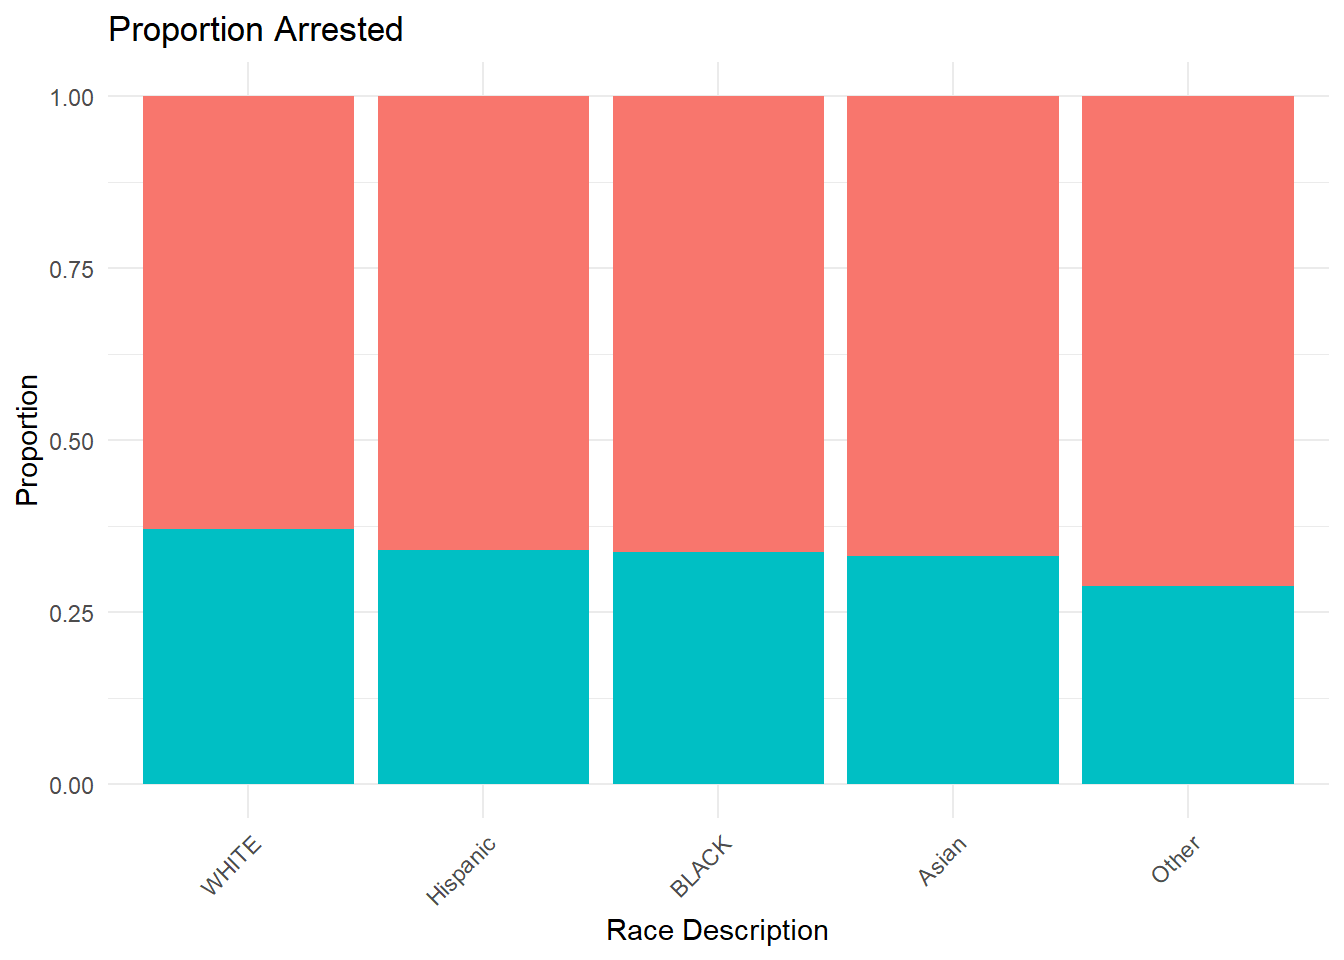 Proportion Arrested
Proportion
1.00
0.75
0.50
0.25
0.00
WHITE
Hispanic
BLACK
Asian
Other
Race Description